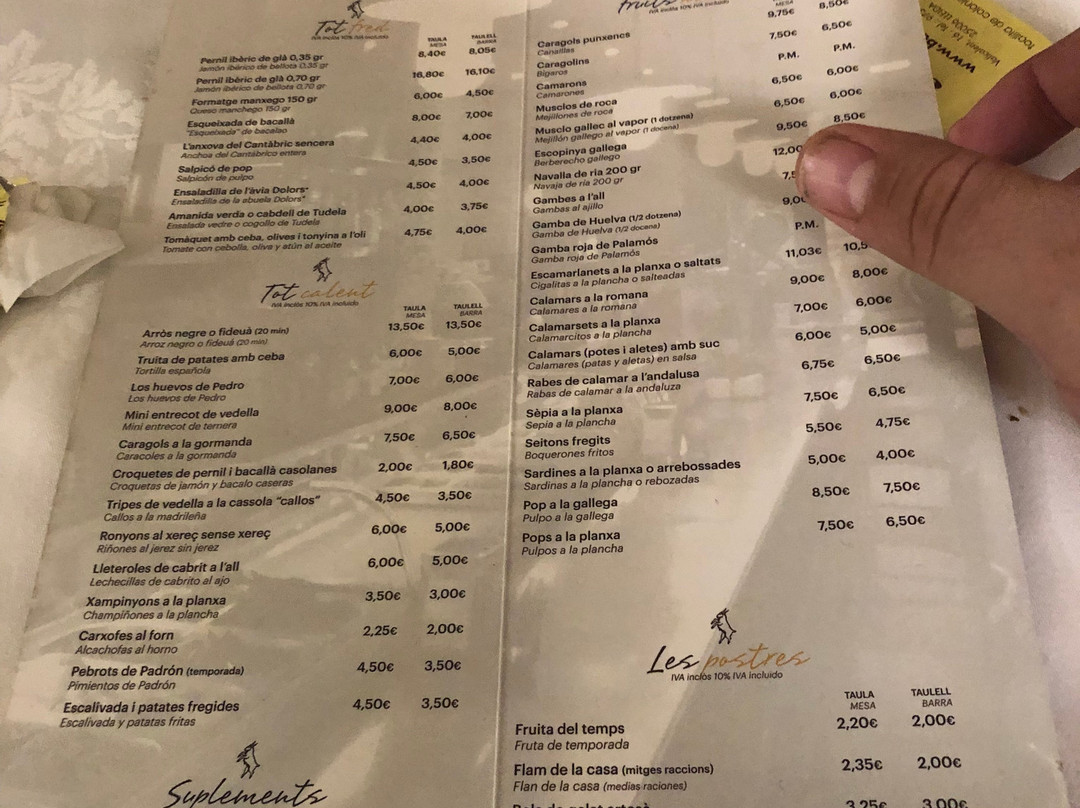 Tot fred
IVA inclòs 10% IVA incluido
TAULA TAULELL
MESA BARRA
Pernil ibèric de glà 0,35 gr 8,40€ 8,05€
Jamón ibérico de bellota 0,35 gr
Pernil ibèric de glà 0,70 gr 16,80€ 16,10€
Jamón ibérico de bellota 0,70 gr
Formatge manxego 150 gr 6,00€ 4,50€
Queso manchego 150 gr
Esqueixada de bacallà 8,00€ 7,00€
"Esqueixada" de bacalao
L'anxova del Cantàbric sencera 4,40€ 4,00€
Anchoa del Cantábrico entera
Salpicó de pop 4,50€ 3,50€
Salpicón de pulpo
Ensaladilla de l'àvia Dolors* 4,50€ 4,00€
Ensaladilla de la abuela Dolors*
Amanida verda o cabdell de Tudela 4,00€ 3,75€
Ensalada vedre o cogollo de Tudela
Tomàquet amb ceba, olives i tonyina a l'oli 4,75€ 4,00€
Tomate con cebolla, oliva y atún al aceite
Tot calent
IVA inclòs 10% IVA incluido
TAULA TAULELL
MESA BARRA
Arròs negre o fideuà (20 min) 13,50€ 13,50€
Arroz negro o fideuá (20 min)
Truita de patates amb ceba 6,00€ 5,00€
Tortilla española
Los huevos de Pedro 7,00€ 6,00€
Los huevos de Pedro
Mini entrecot de vedella 9,00€ 8,00€
Mini entrecot de ternera
Caragols a la gormanda 7,50€ 6,50€
Caracoles a la gormanda
Croquetes de pernil i bacallà casolanes 2,00€ 1,80€
Croquetas de jamón y bacalo caseras
Tripes de vedella a la cassola "callos" 4,50€ 3,50€
Callos a la madrileña
Ronyons al xereç sense xereç 6,00€ 5,00€
Riñones al jerez sin jerez
Lleteroles de cabrit a l'all 6,00€ 5,00€
Lechecillas de cabrito al ajo
Xampinyons a la planxa 3,50€ 3,00€
Champiñones a la plancha
Carxofes al forn 2,25€ 2,00€
Alcachofas al horno
Pebrots de Padrón (temporada) 4,50€ 3,50€
Pimientos de Padrón
Escalivada i patates fregides 4,50€ 3,50€
Escalivada y patatas fritas
Suplements
Fruits
IVA inclòs 10% IVA incluido
MESA
Caragols punxencs 9,75€ 8,50€
Canaíllas
Caragolins 7,50€ 6,50€
Bígaros
Camarons P.M. P.M.
Camarones
Musclos de roca 6,50€ 6,00€
Mejillones de roca
Musclo gallec al vapor (1 dotzena) 6,50€ 6,00€
Mejillón gallego al vapor (1 docena)
Escopinya gallega 9,50€ 8,50€
Berberecho gallego
Navalla de ria 200 gr 12,00
Navaja de ría 200 gr
Gambes a l'all 7,5
Gambas al ajillo
Gamba de Huelva (1/2 dotzena) 9,00
Gamba de Huelva (1/2 docena)
Gamba roja de Palamós P.M.
Gamba roja de Palamós
Escamarlanets a la planxa o saltats 11,03€ 10,5
Cigalitas a la plancha o salteadas
Calamars a la romana 9,00€ 8,00€
Calamares a la romana
Calamarsets a la planxa 7,00€ 6,00€
Calamarcitos a la plancha
Calamars (potes i aletes) amb suc 6,00€ 5,00€
Calamares (patas y aletas) en salsa
Rabes de calamar a l'andalusa 6,75€ 6,50€
Rabas de calamar a la andaluza
Sèpia a la planxa 7,50€ 6,50€
Sepia a la plancha
Seitons fregits 5,50€ 4,75€
Boquerones fritos
Sardines a la planxa o arrebossades 5,00€ 4,00€
Sardinas a la plancha o rebozadas
Pop a la gallega 8,50€ 7,50€
Pulpo a la gallega
Pops a la planxa 7,50€ 6,50€
Pulpos a la plancha
Les postres
IVA inclòs 10% IVA incluido
TAULA TAULELL
MESA BARRA
Fruita del temps 2,20€ 2,00€
Fruta de temporada
Flam de la casa (mitges raccions) 2,35€ 2,00€
Flan de la casa (medias raciones)
3,25€ 3,00€